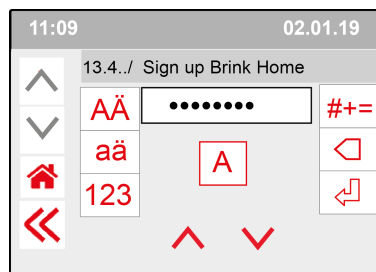 11:09 02.01.19
13.4../ Sign up Brink Home
AÄ ●●●●●●●● #+=
aä A
123